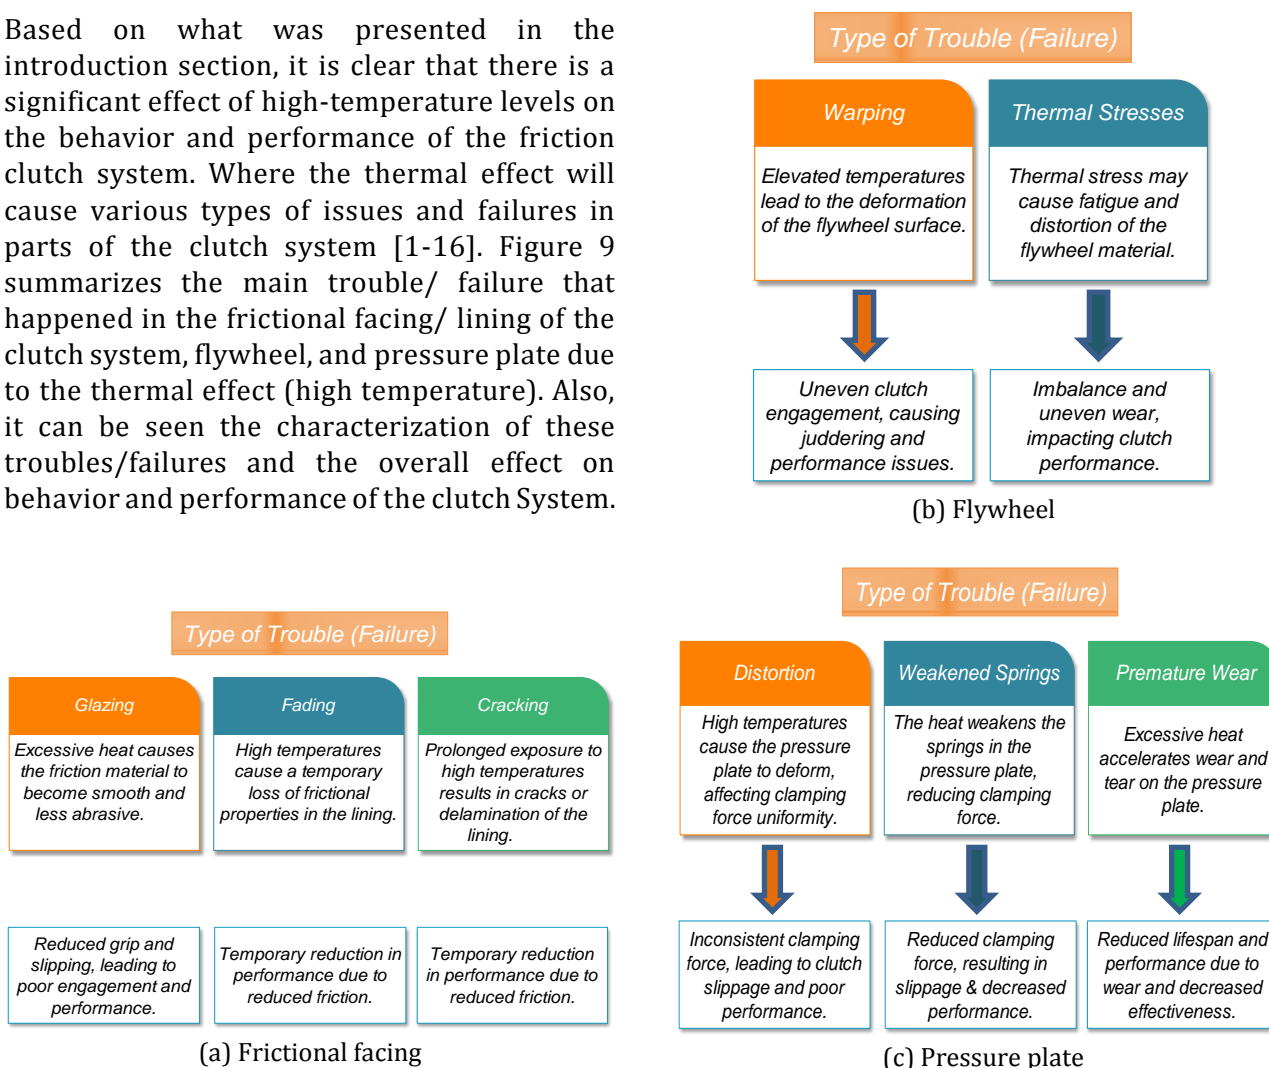 Based on what was presented in the
introduction section, it is clear that there is a
significant effect of high-temperature levels on
the behavior and performance of the friction
clutch system. Where the thermal effect will
cause various types of issues and failures in
parts of the clutch system [1-16]. Figure 9
summarizes the main trouble/ failure that
happened in the frictional facing/ lining of the
clutch system, flywheel, and pressure plate due
to the thermal effect (high temperature). Also,
it can be seen the characterization of these
troubles/failures and the overall effect on
behavior and performance of the clutch System.
Type of Trouble (Failure)
Glazing
Excessive heat causes
the friction material to
become smooth and
less abrasive.
Reduced grip and
slipping, leading to
poor engagement and
performance.
Fading
High temperatures
cause a temporary
loss of frictional
properties in the lining.
Temporary reduction in
performance due to
reduced friction.
Cracking
Prolonged exposure to
high temperatures
results in cracks or
delamination of the
lining.
Temporary reduction
in performance due to
reduced friction.
(a) Frictional facing
Type of Trouble (Failure)
Warping
Elevated temperatures
lead to the deformation
of the flywheel surface.
Uneven clutch
engagement, causing
juddering and
performance issues.
Thermal Stresses
Thermal stress may
cause fatigue and
distortion of the
flywheel material.
Imbalance and
uneven wear,
impacting clutch
performance.
(b) Flywheel
Type of Trouble (Failure)
Distortion
High temperatures
cause the pressure
plate to deform,
affecting clamping
force uniformity.
Inconsistent clamping
force, leading to clutch
slippage and poor
performance.
Weakened Springs
The heat weakens the
springs in the
pressure plate,
reducing clamping
force.
Reduced clamping
force, resulting in
slippage & decreased
performance.
Premature Wear
Excessive heat
accelerates wear and
tear on the pressure
plate.
Reduced lifespan and
performance due to
wear and decreased
effectiveness.
(c) Pressure plate